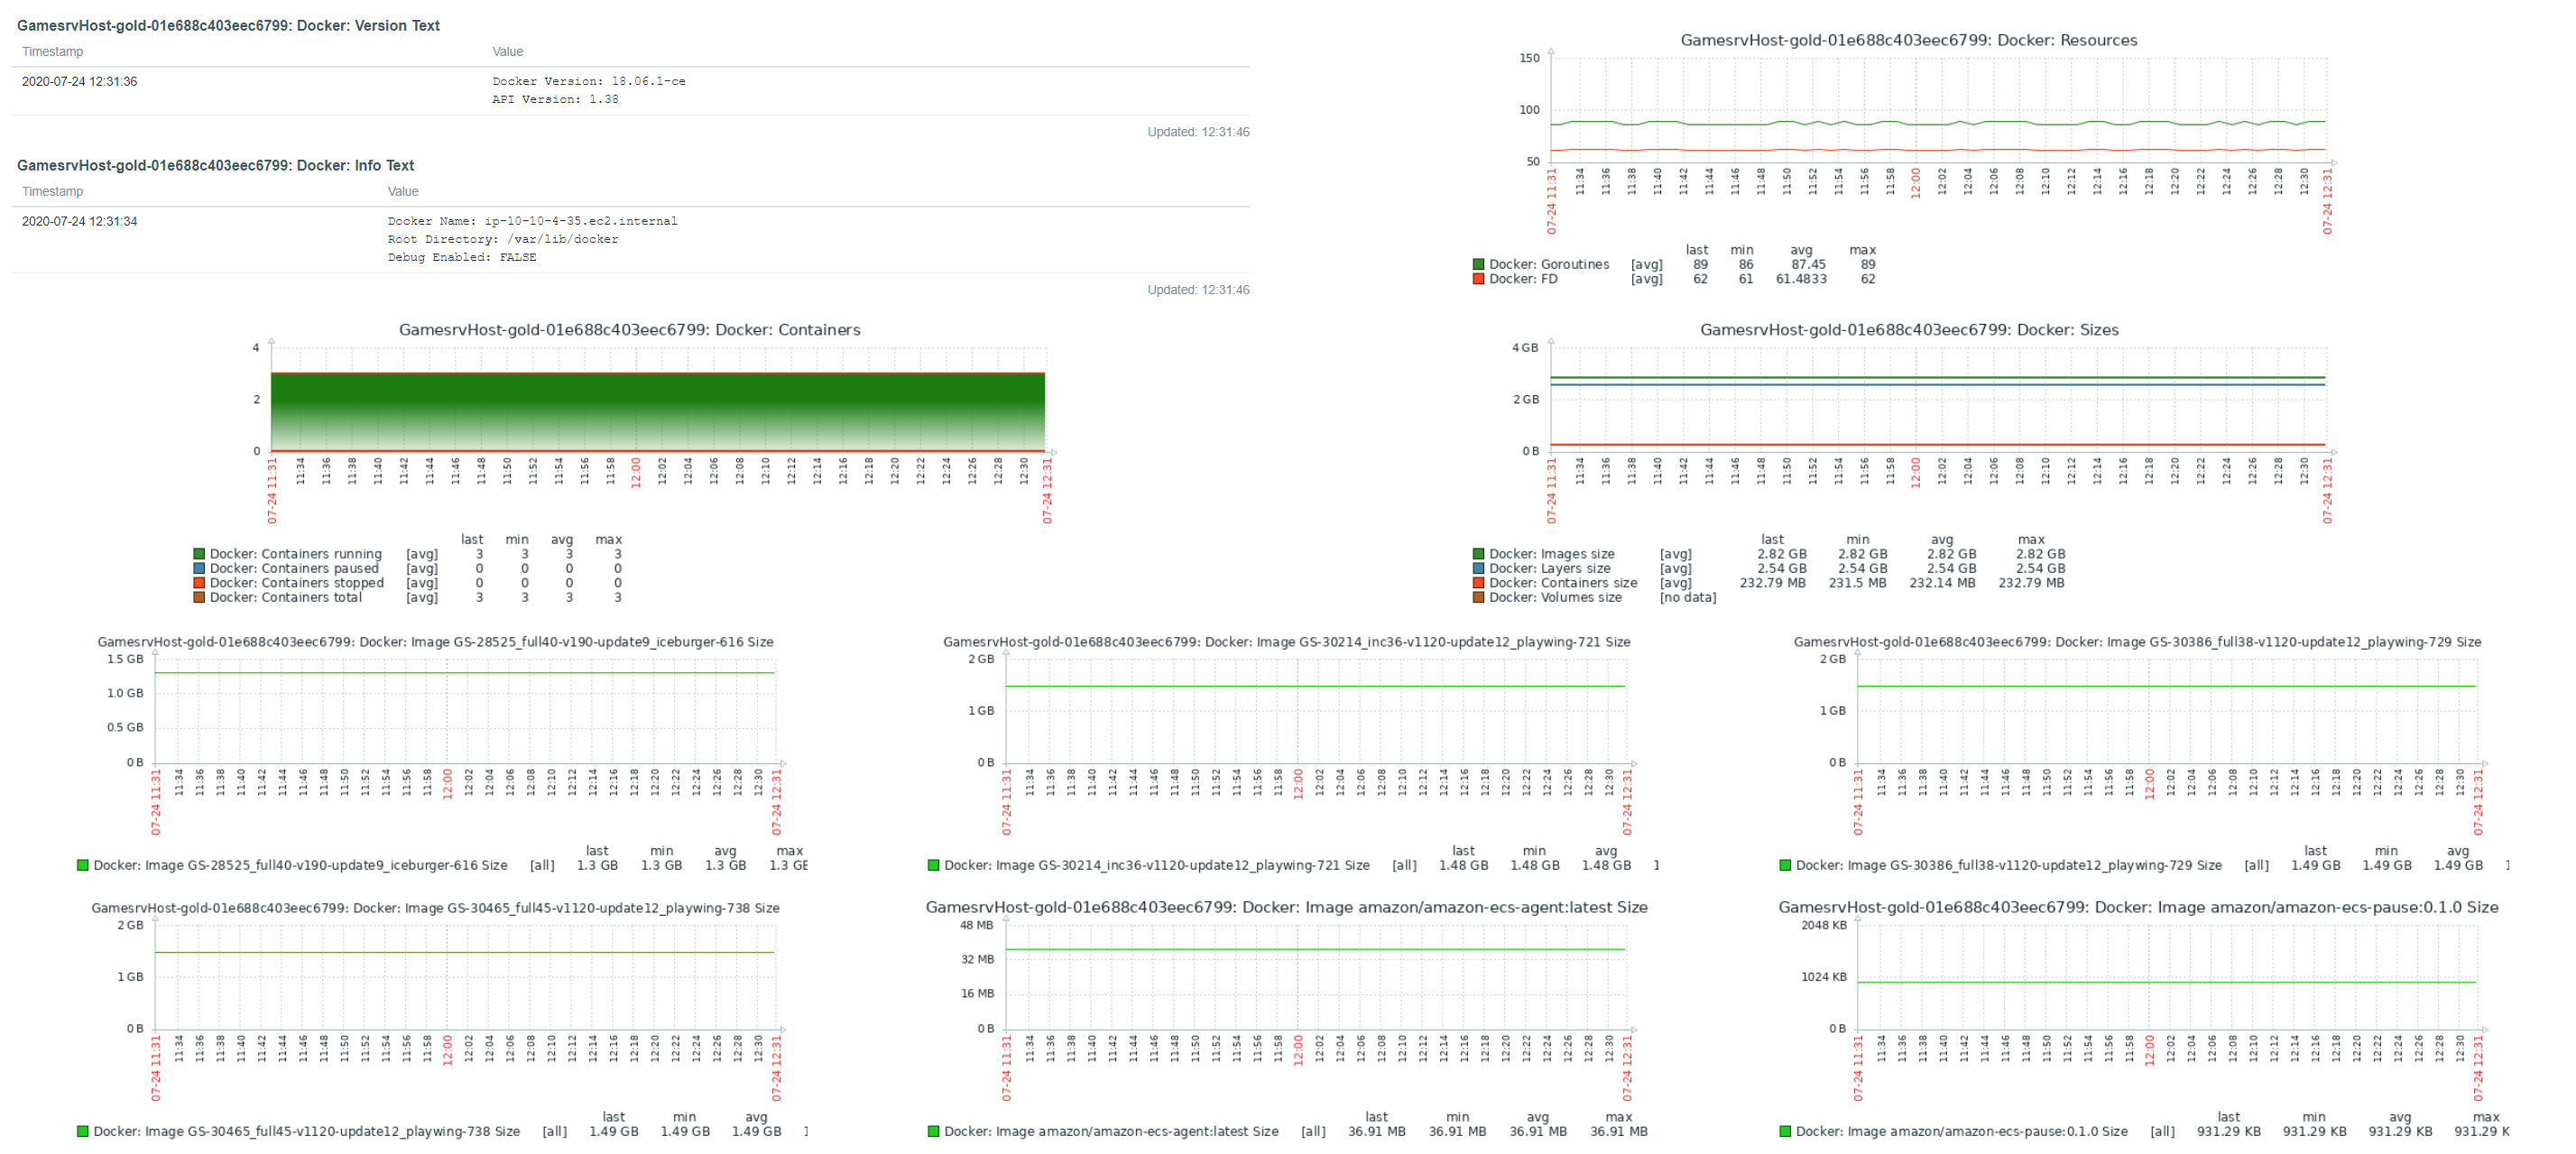 GamesrvHost-gold-01e688c403eec6799: Docker: Version Text
Timestamp Value
2020-07-24 12:31:36 Docker Version: 18.06.1-ce
API Version: 1.38
Updated: 12:31:46
GamesrvHost-gold-01e688c403eec6799: Docker: Info Text
Timestamp Value
2020-07-24 12:31:34 Docker Name: ip-10-10-4-35.ec2.internal
Root Directory: /var/lib/docker
Debug Enabled: FALSE
Updated: 12:31:46
GamesrvHost-gold-01e688c403eec6799: Docker: Resources
150
100
50
07-24 11:31 11:34 11:36 11:38 11:40 11:42 11:44 11:46 11:48 11:50 11:52 11:54 11:56 11:58 12:00 12:02 12:04 12:06 12:08 12:10 12:12 12:14 12:16 12:18 12:20 12:22 12:24 12:26 12:28 12:30 07-24 12:31
last min avg max
Docker: Goroutines [avg] 89 86 87.45 89
Docker: FD [avg] 62 61 61.4833 62
GamesrvHost-gold-01e688c403eec6799: Docker: Containers
4
2
0
07-24 11:31 11:34 11:36 11:38 11:40 11:42 11:44 11:46 11:48 11:50 11:52 11:54 11:56 11:58 12:00 12:02 12:04 12:06 12:08 12:10 12:12 12:14 12:16 12:18 12:20 12:22 12:24 12:26 12:28 12:30 07-24 12:31
last min avg max
Docker: Containers running [avg] 3 3 3 3
Docker: Containers paused [avg] 0 0 0 0
Docker: Containers stopped [avg] 0 0 0 0
Docker: Containers total [avg] 3 3 3 3
GamesrvHost-gold-01e688c403eec6799: Docker: Sizes
4 GB
2 GB
0 B
07-24 11:31 11:34 11:36 11:38 11:40 11:42 11:44 11:46 11:48 11:50 11:52 11:54 11:56 11:58 12:00 12:02 12:04 12:06 12:08 12:10 12:12 12:14 12:16 12:18 12:20 12:22 12:24 12:26 12:28 12:30 07-24 12:31
last min avg max
Docker: Images size [avg] 2.82 GB 2.82 GB 2.82 GB 2.82 GB
Docker: Layers size [avg] 2.54 GB 2.54 GB 2.54 GB 2.54 GB
Docker: Containers size [avg] 232.79 MB 231.5 MB 232.14 MB 232.79 MB
Docker: Volumes size [no data]
GamesrvHost-gold-01e688c403eec6799: Docker: Image GS-28525_full40-v190-update9_iceburger-616 Size
1.5 GB
1.0 GB
0.5 GB
0 B
07-24 11:31 11:34 11:36 11:38 11:40 11:42 11:44 11:46 11:48 11:50 11:52 11:54 11:56 11:58 12:00 12:02 12:04 12:06 12:08 12:10 12:12 12:14 12:16 12:18 12:20 12:22 12:24 12:26 12:28 12:30 07-24 12:31
last min avg max
Docker: Image GS-28525_full40-v190-update9_iceburger-616 Size [all] 1.3 GB 1.3 GB 1.3 GB 1.3
GamesrvHost-gold-01e688c403eec6799: Docker: Image GS-30214_inc36-v1120-update12_playwing-721 Size
2 GB
1 GB
0 B
07-24 11:31 11:34 11:36 11:38 11:40 11:42 11:44 11:46 11:48 11:50 11:52 11:54 11:56 11:58 12:00 12:02 12:04 12:06 12:08 12:10 12:12 12:14 12:16 12:18 12:20 12:22 12:24 12:26 12:28 12:30 07-24 12:31
last min avg
Docker: Image GS-30214_inc36-v1120-update12_playwing-721 Size [all] 1.48 GB 1.48 GB 1.48 GB
GamesrvHost-gold-01e688c403eec6799: Docker: Image GS-30386_full38-v1120-update12_playwing-729 Size
2 GB
1 GB
0 B
07-24 11:31 11:34 11:36 11:38 11:40 11:42 11:44 11:46 11:48 11:50 11:52 11:54 11:56 11:58 12:00 12:02 12:04 12:06 12:08 12:10 12:12 12:14 12:16 12:18 12:20 12:22 12:24 12:26 12:28 12:30 07-24 12:31
last min avg
Docker: Image GS-30386_full38-v1120-update12_playwing-729 Size [all] 1.49 GB 1.49 GB 1.49 GB
GamesrvHost-gold-01e688c403eec6799: Docker: Image GS-30465_full45-v1120-update12_playwing-738 Size
2 GB
1 GB
0 B
07-24 11:31 11:34 11:36 11:38 11:40 11:42 11:44 11:46 11:48 11:50 11:52 11:54 11:56 11:58 12:00 12:02 12:04 12:06 12:08 12:10 12:12 12:14 12:16 12:18 12:20 12:22 12:24 12:26 12:28 12:30 07-24 12:31
last min avg
Docker: Image GS-30465_full45-v1120-update12_playwing-738 Size [all] 1.49 GB 1.49 GB 1.49 GB
GamesrvHost-gold-01e688c403eec6799: Docker: Image amazon/amazon-ecs-agent:latest Size
48 MB
32 MB
16 MB
0 B
07-24 11:31 11:34 11:36 11:38 11:40 11:42 11:44 11:46 11:48 11:50 11:52 11:54 11:56 11:58 12:00 12:02 12:04 12:06 12:08 12:10 12:12 12:14 12:16 12:18 12:20 12:22 12:24 12:26 12:28 12:30 07-24 12:31
last min avg max
Docker: Image amazon/amazon-ecs-agent:latest Size [all] 36.91 MB 36.91 MB 36.91 MB 36.91 MB
GamesrvHost-gold-01e688c403eec6799: Docker: Image amazon/amazon-ecs-pause:0.1.0 Size
2048 KB
1024 KB
0 B
07-24 11:31 11:34 11:36 11:38 11:40 11:42 11:44 11:46 11:48 11:50 11:52 11:54 11:56 11:58 12:00 12:02 12:04 12:06 12:08 12:10 12:12 12:14 12:16 12:18 12:20 12:22 12:24 12:26 12:28 12:30 07-24 12:31
last min avg max
Docker: Image amazon/amazon-ecs-pause:0.1.0 Size [all] 931.29 KB 931.29 KB 931.29 KB 931.29 K